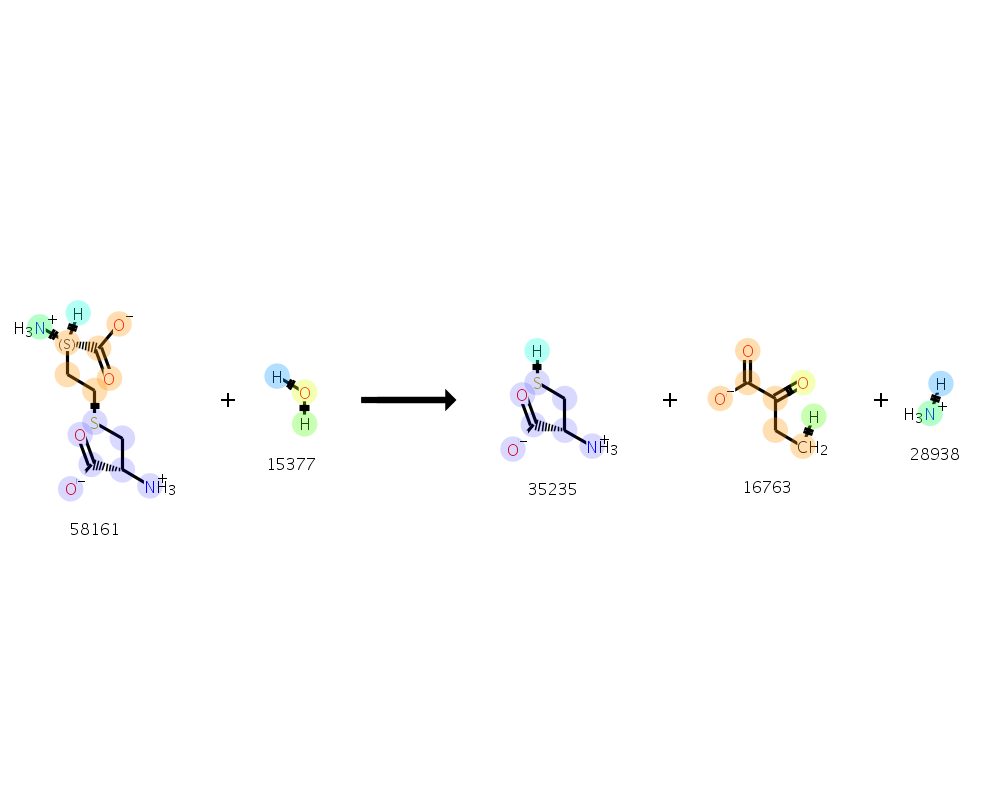 H O⁻
H₃N⁺ (S)
O
S
O
O⁻ NH₃⁺
58161
+
H O
H
15377
H
S
O
O⁻ NH₃⁺
35235
+
O
O⁻ O
H
CH₂
16763
+
H
H₃N⁺
28938